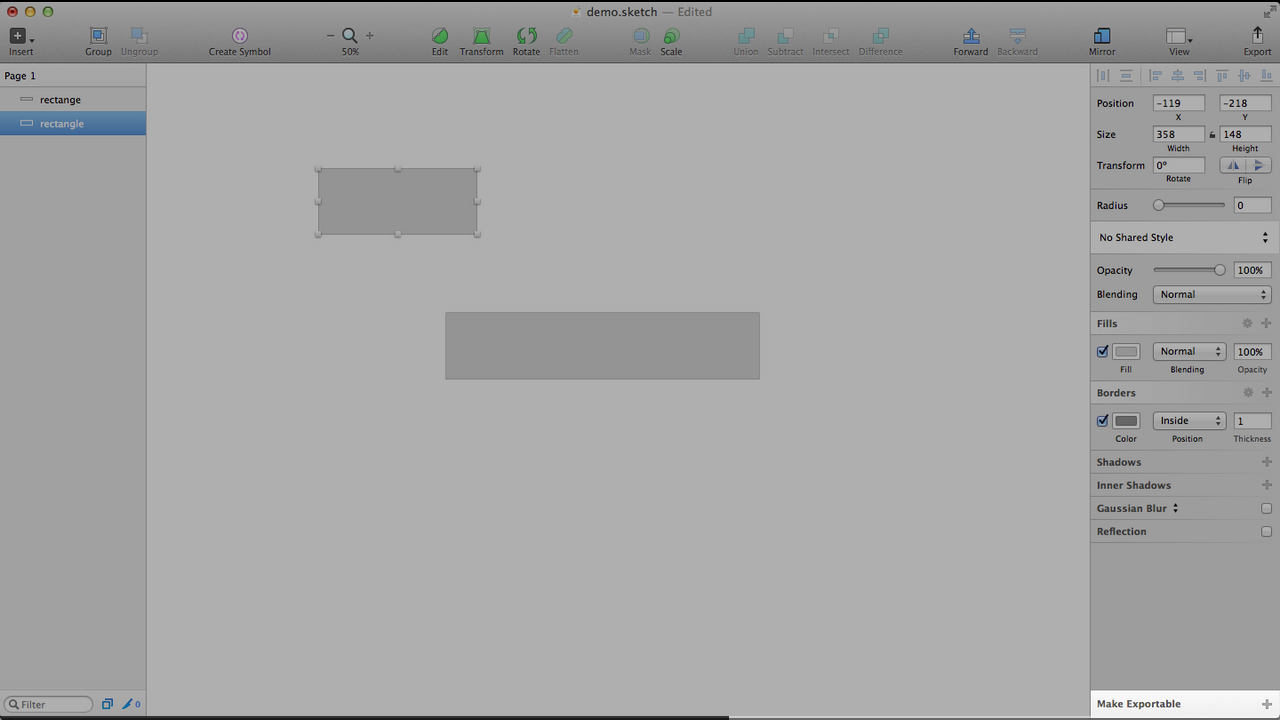 demo.sketch — Edited
Insert Group Ungroup Create Symbol 50% Edit Transform Rotate Flatten Mask Scale Union Subtract Intersect Difference Forward Backward Mirror View Export
Page 1
rectange
rectangle
Filter 0
Position -119 -218
X Y
Size 358 148
Width Height
Transform 0°
Rotate Flip
Radius 0
No Shared Style
Opacity 100%
Blending Normal
Fills
Normal 100%
Fill Blending Opacity
Borders
Inside 1
Color Position Thickness
Shadows
Inner Shadows
Gaussian Blur
Reflection
Make Exportable